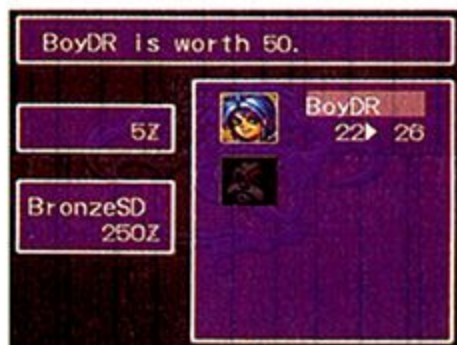 BoyDR is worth 50.
5Z
BoyDR
22▶ 26
BronzeSD
250Z